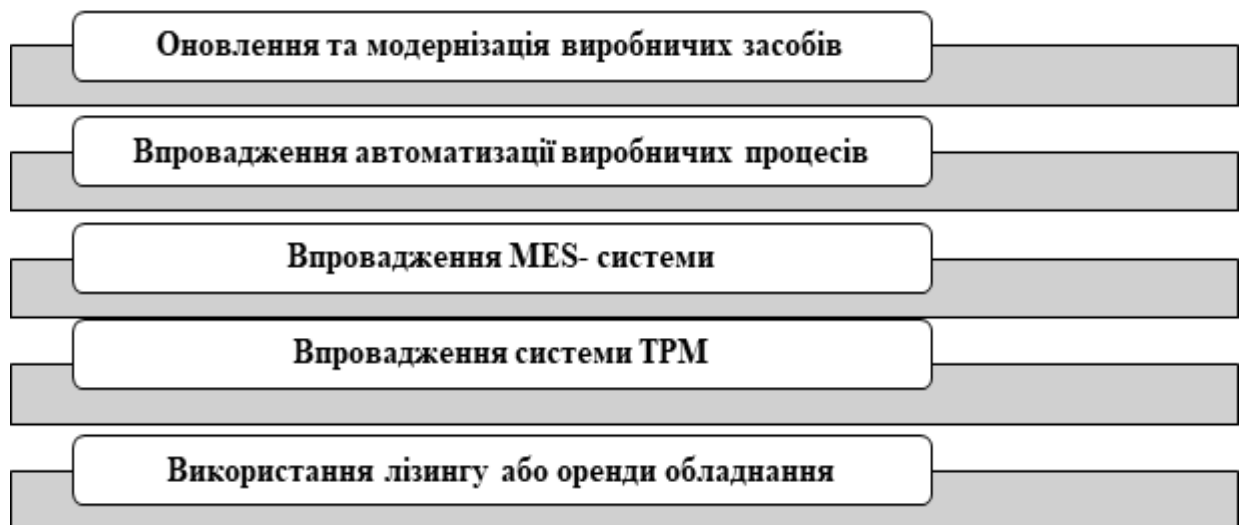 Оновлення та модернізація виробничих засобів
Впровадження автоматизації виробничих процесів
Впровадження MES- системи
Впровадження системи TPM
Використання лізингу або оренди обладнання